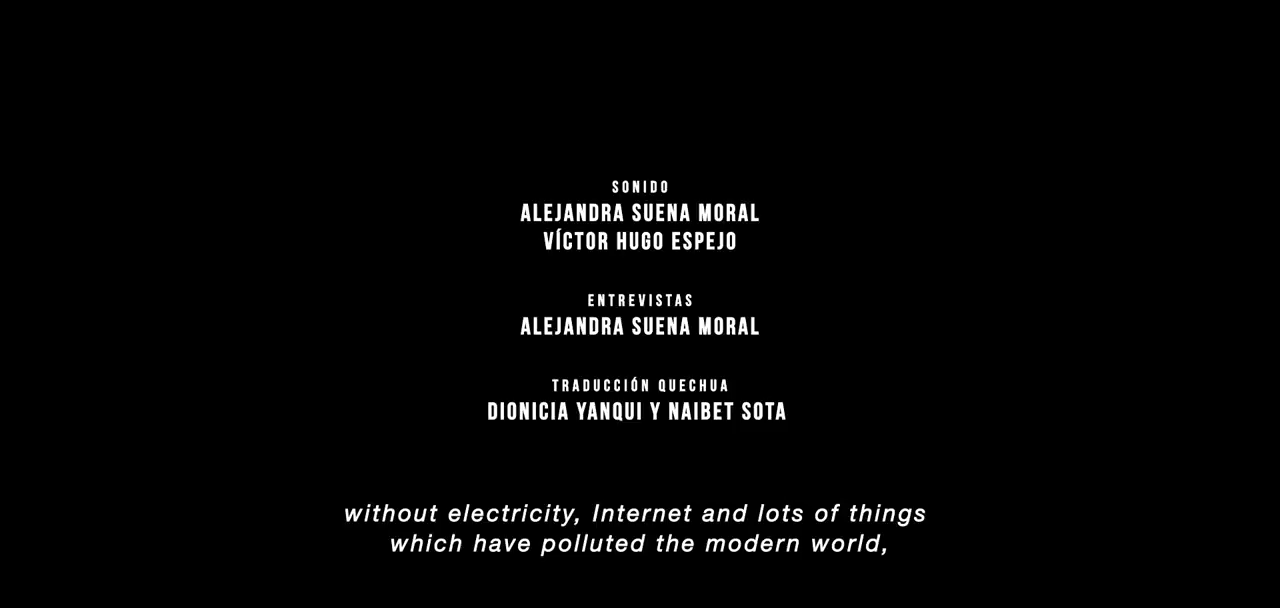 SONIDO
ALEJANDRA SUENA MORAL
VÍCTOR HUGO ESPEJO
ENTREVISTAS
ALEJANDRA SUENA MORAL
TRADUCCIÓN QUECHUA
DIONICIA YANQUI Y NAIBET SOTA
without electricity, Internet and lots of things
which have polluted the modern world,